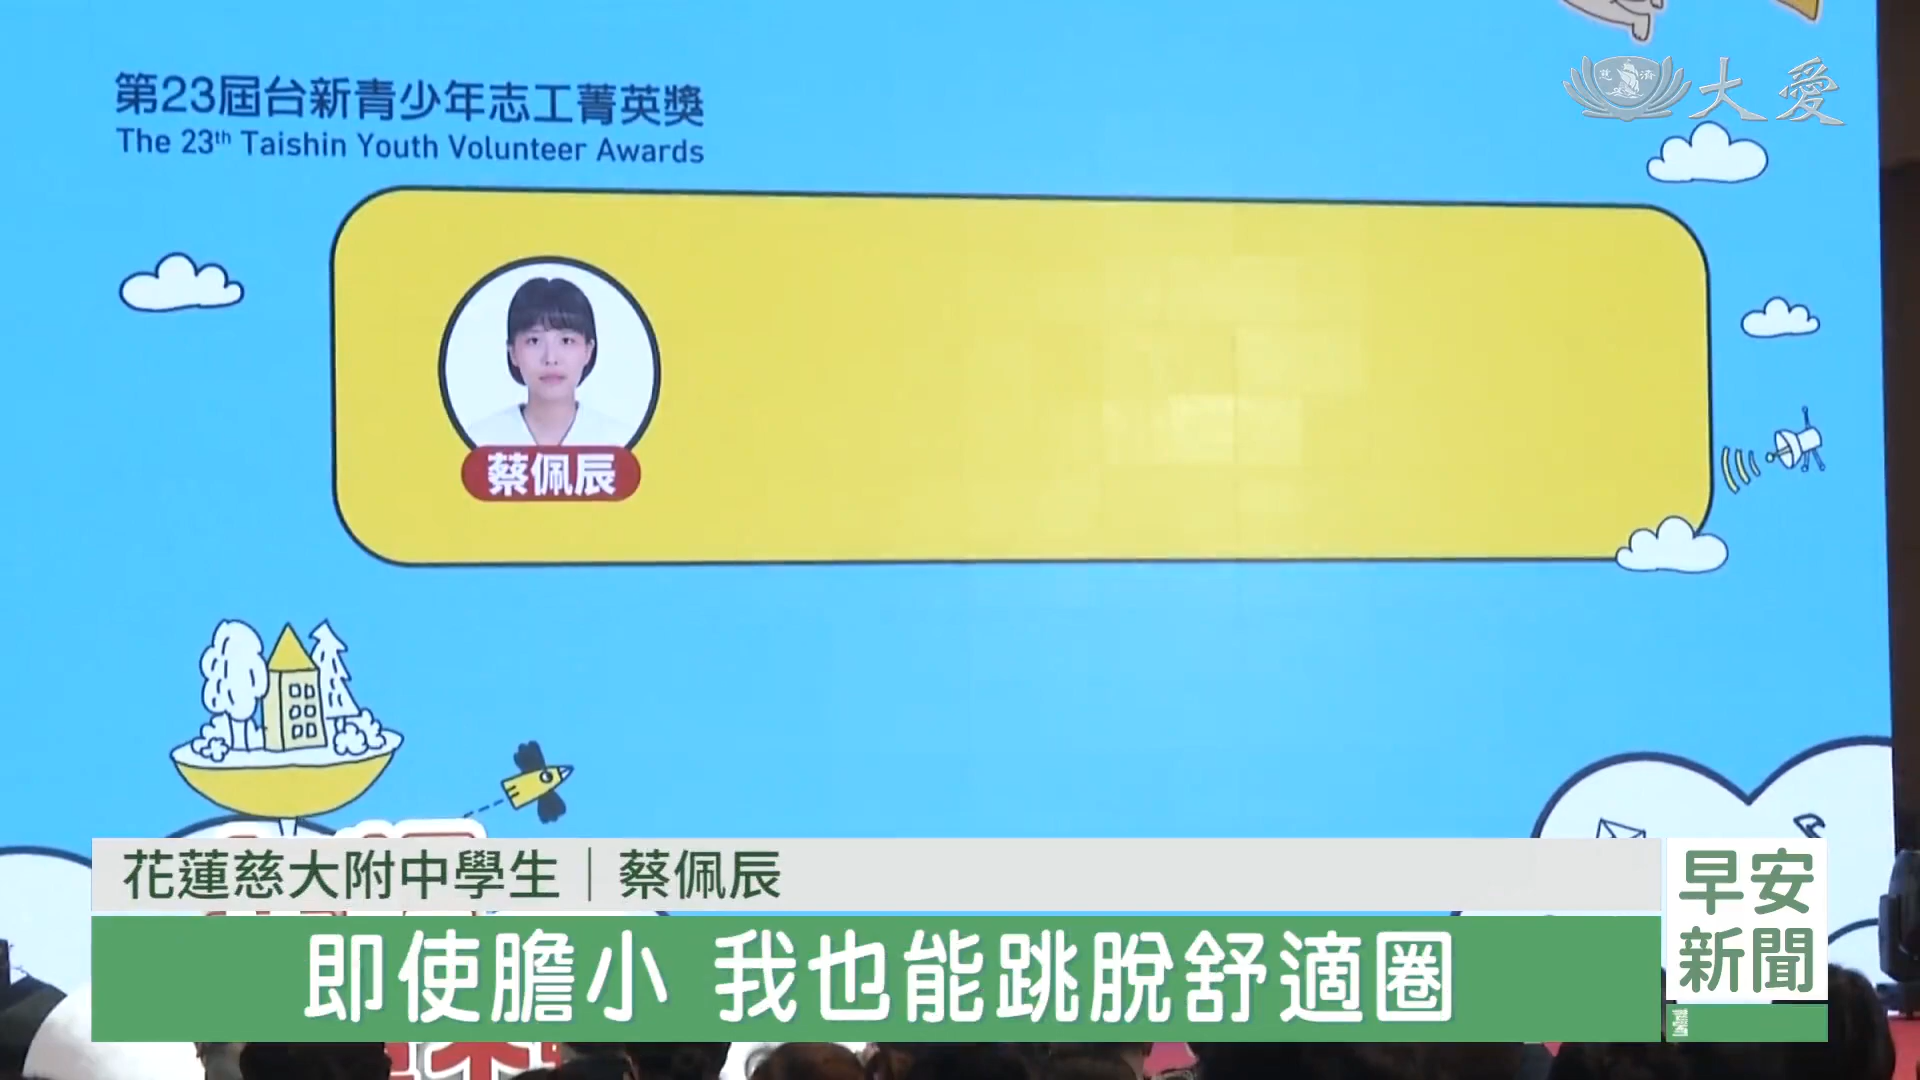 第23屆台新青少年志工菁英獎
The 23th Taishin Youth Volunteer Awards
慈濟 大愛
蔡佩辰
花蓮慈大附中學生｜蔡佩辰
即使膽小 我也能跳脫舒適圈
早安
新聞